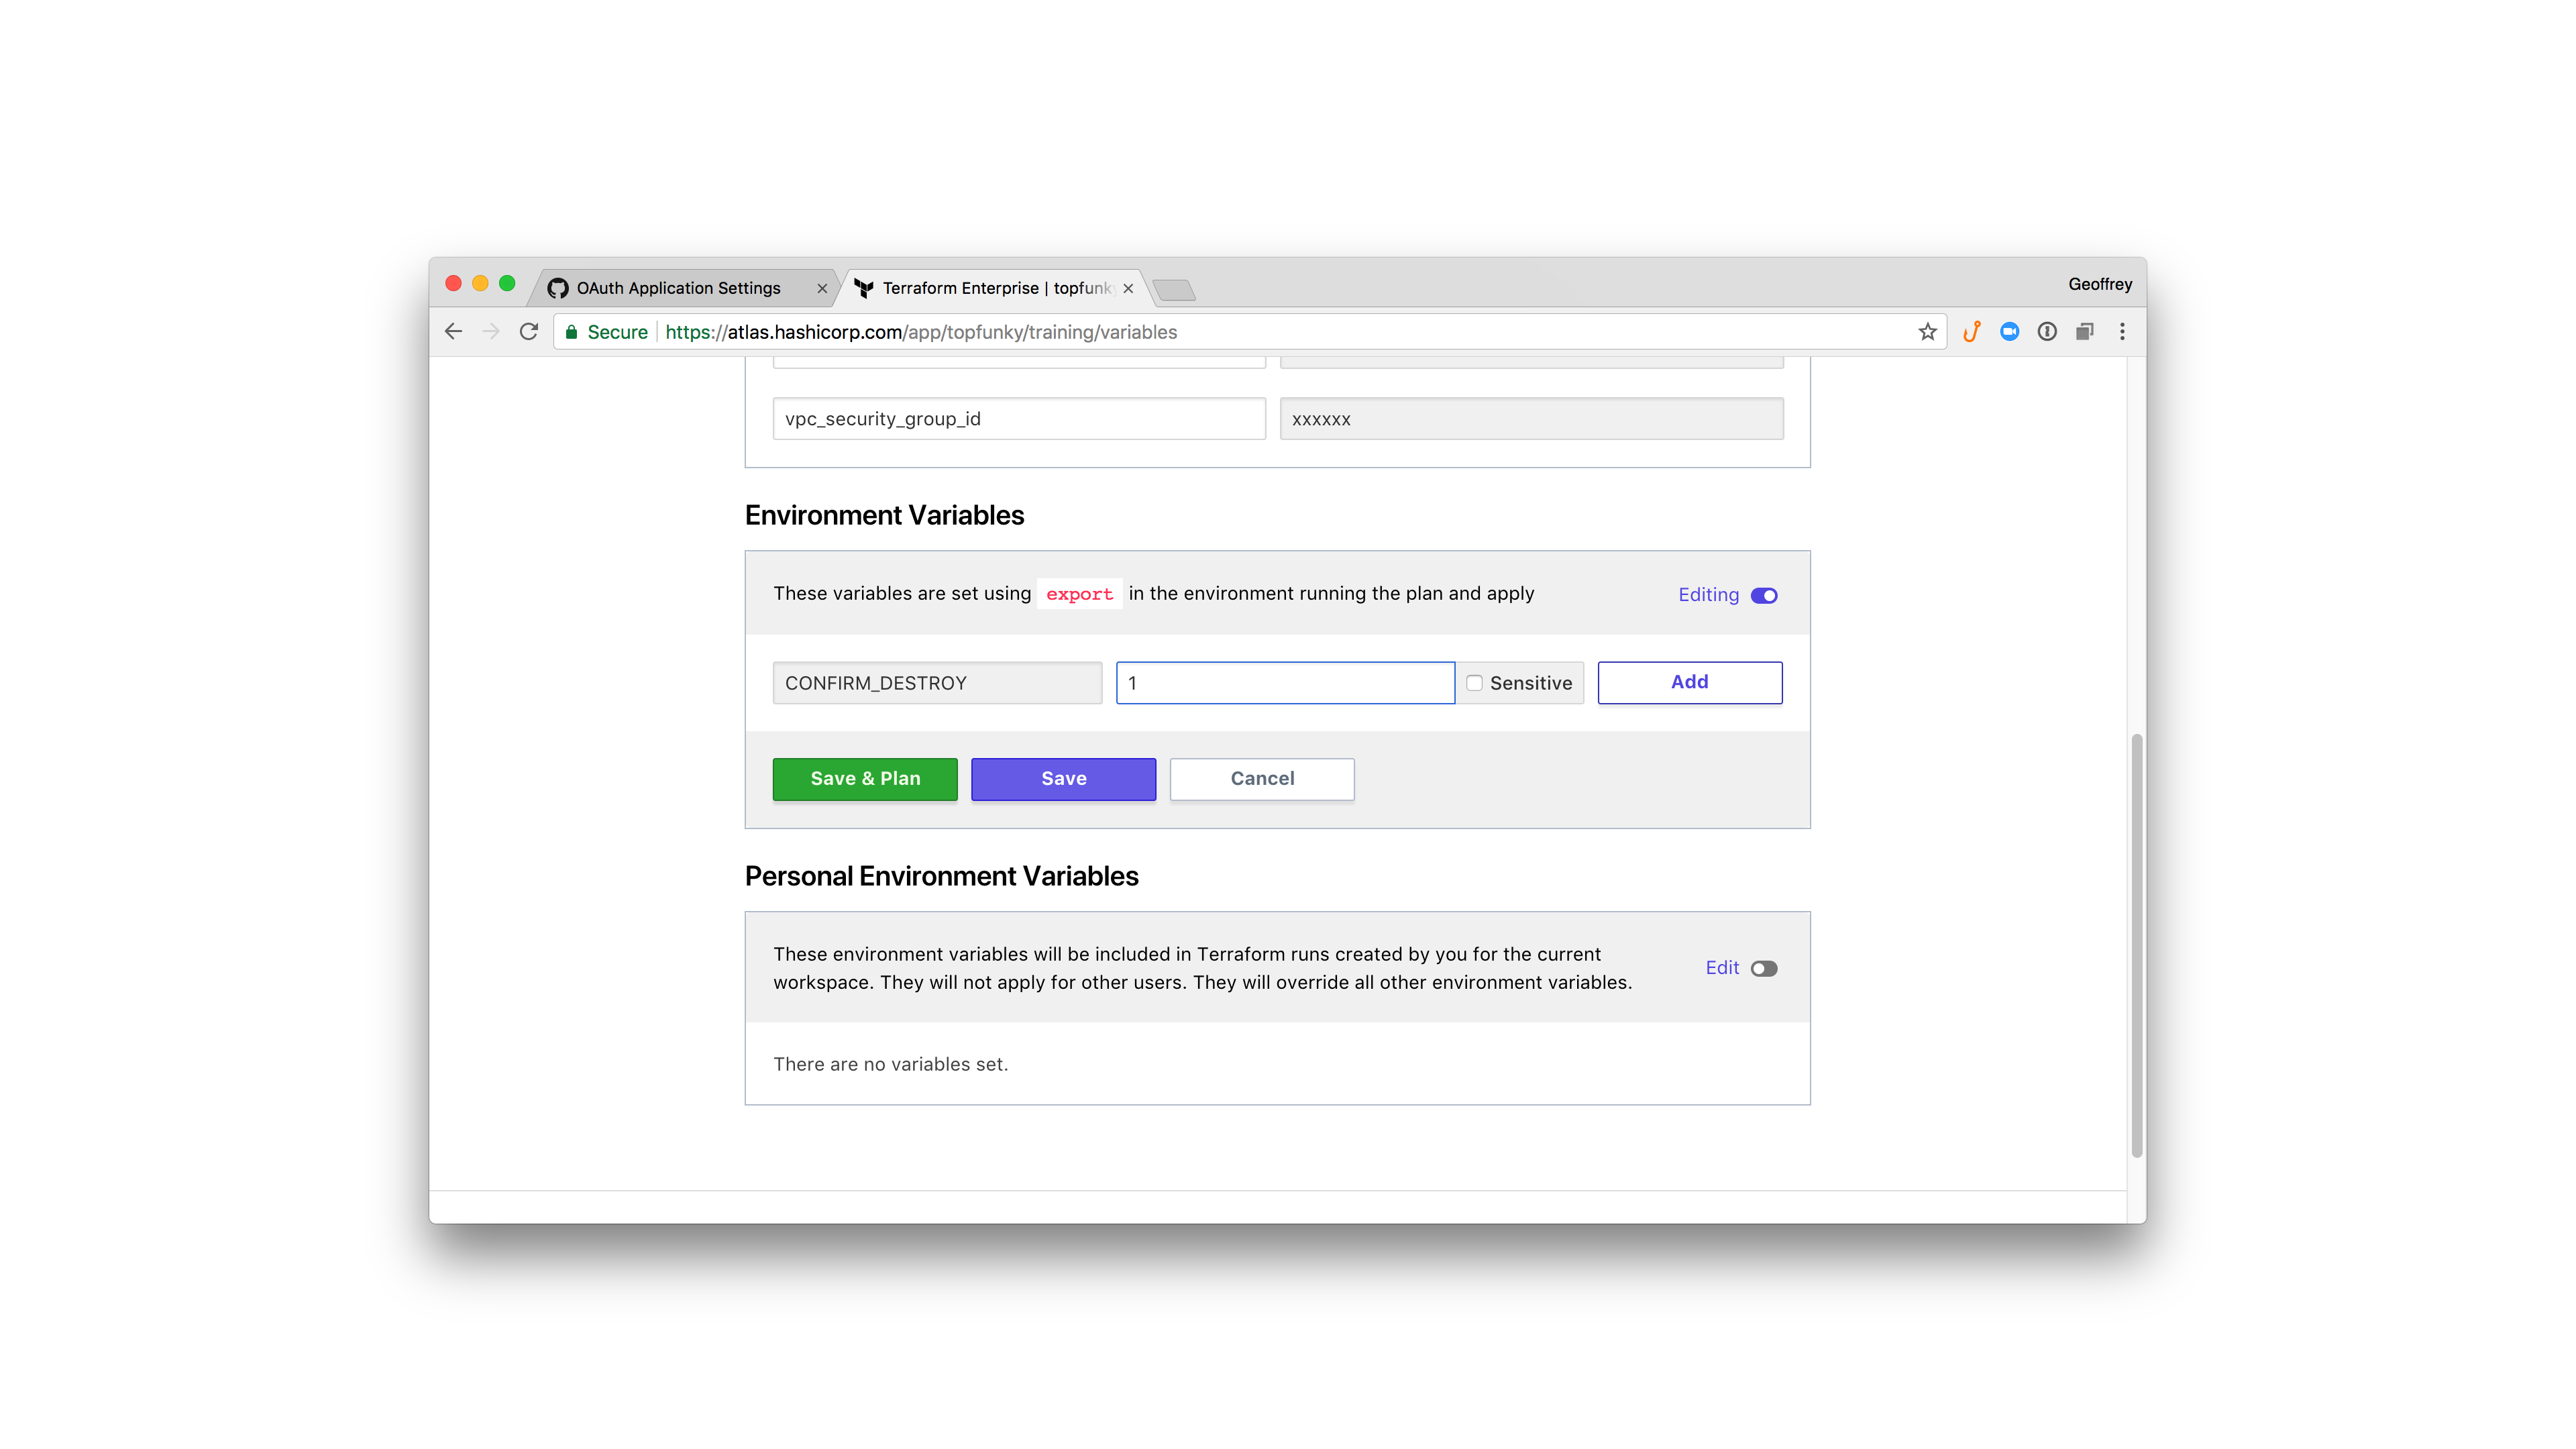 OAuth Application Settings
Terraform Enterprise | topfunk
Geoffrey
Secure
https://atlas.hashicorp.com/app/topfunky/training/variables
vpc_security_group_id
xxxxxx
Environment Variables
These variables are set using export in the environment running the plan and apply
Editing
CONFIRM_DESTROY
1
Sensitive
Add
Save & Plan
Save
Cancel
Personal Environment Variables
These environment variables will be included in Terraform runs created by you for the current
workspace. They will not apply for other users. They will override all other environment variables.
Edit
There are no variables set.